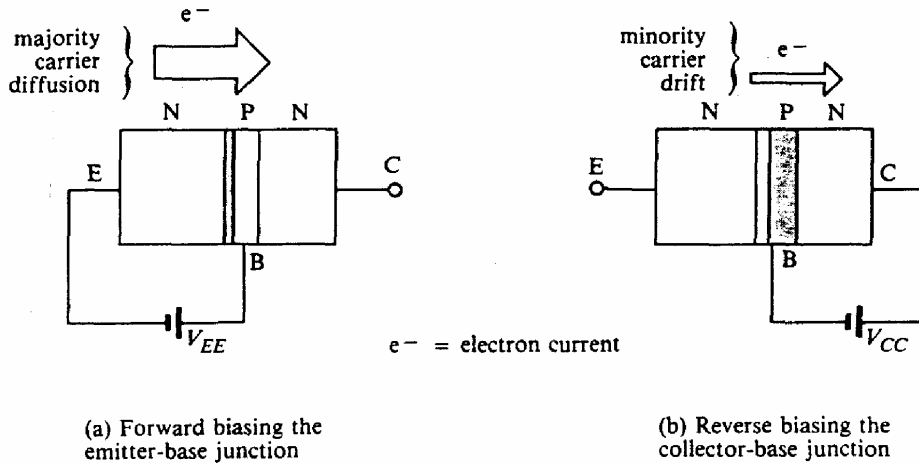 e−
majority
carrier
diffusion
N P N
E
C
B
V_EE
(a) Forward biasing the
emitter-base junction
e− = electron current
minority
carrier
drift
e−
N P N
E
C
B
V_CC
(b) Reverse biasing the
collector-base junction